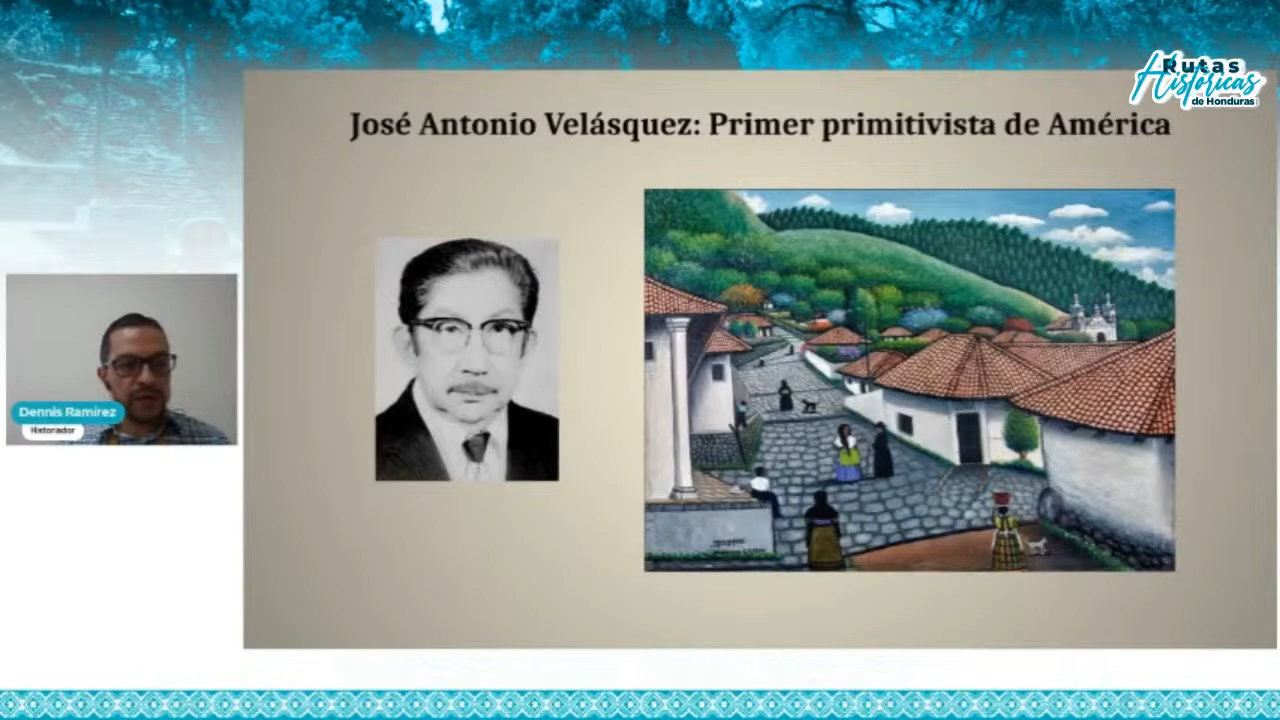 Rutas
Históricas
de Honduras
José Antonio Velásquez: Primer primitivista de América
Dennis Ramírez
Historiador